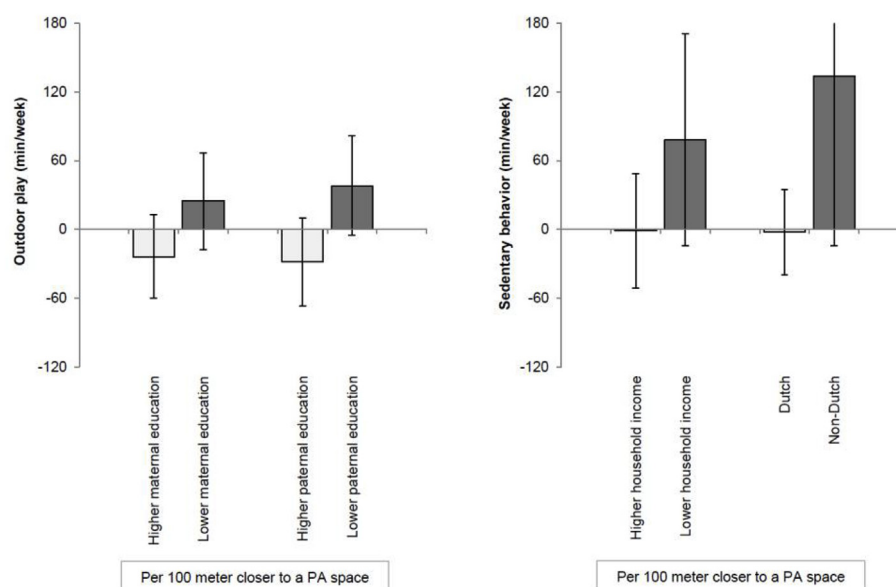 Outdoor play (min/week)
180
120
60
0
-60
-120
Higher maternal education
Lower maternal education
Higher paternal education
Lower paternal education
Per 100 meter closer to a PA space
Sedentary behavior (min/week)
180
120
60
0
-60
-120
Higher household income
Lower household income
Dutch
Non-Dutch
Per 100 meter closer to a PA space